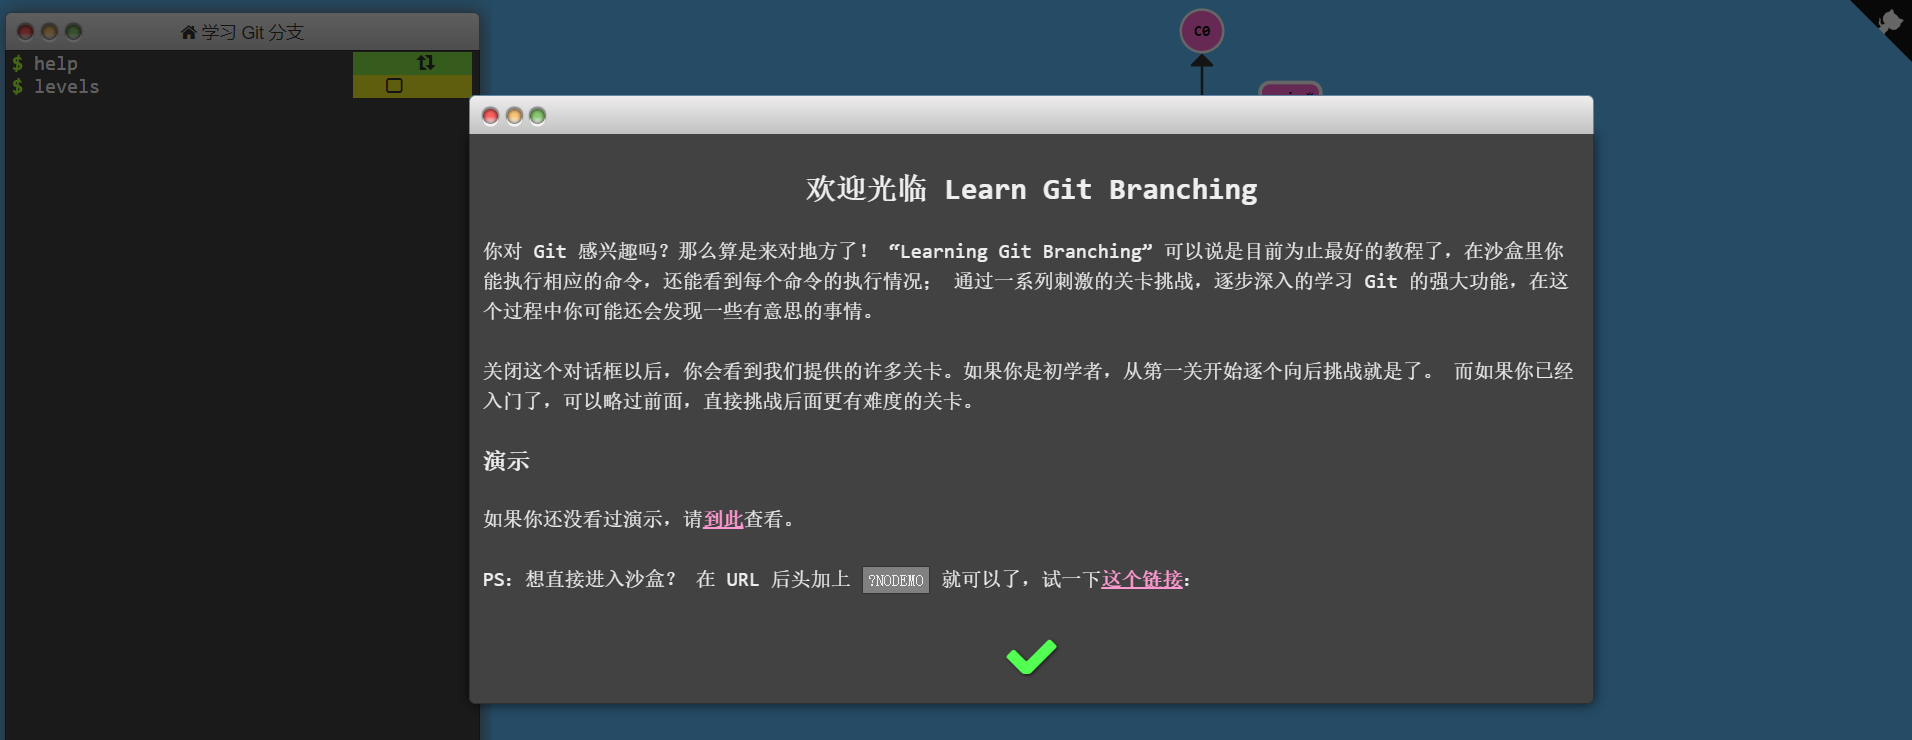 学习 Git 分支
$ help
$ levels
C0
欢迎光临 Learn Git Branching
你对 Git 感兴趣吗？那么算是来对地方了！ “Learning Git Branching” 可以说是目前为止最好的教程了，在沙盒里你
能执行相应的命令，还能看到每个命令的执行情况； 通过一系列刺激的关卡挑战，逐步深入的学习 Git 的强大功能，在这
个过程中你可能还会发现一些有意思的事情。
关闭这个对话框以后，你会看到我们提供的许多关卡。如果你是初学者，从第一关开始逐个向后挑战就是了。 而如果你已经
入门了，可以略过前面，直接挑战后面更有难度的关卡。
演示
如果你还没看过演示，请到此查看。
PS：想直接进入沙盒？ 在 URL 后头加上 ?NODEMO 就可以了，试一下这个链接：